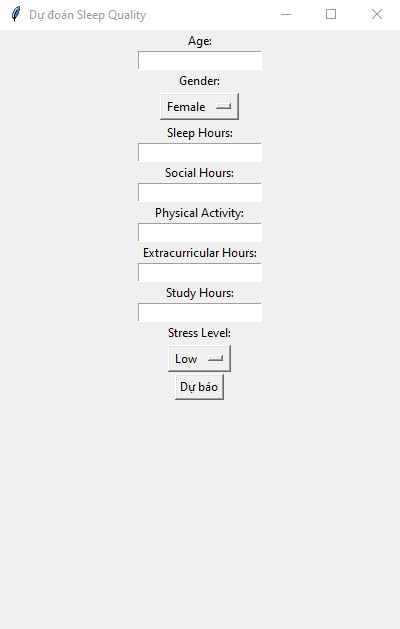 Dự đoán Sleep Quality
Age:
Gender:
Female
Sleep Hours:
Social Hours:
Physical Activity:
Extracurricular Hours:
Study Hours:
Stress Level:
Low
Dự báo